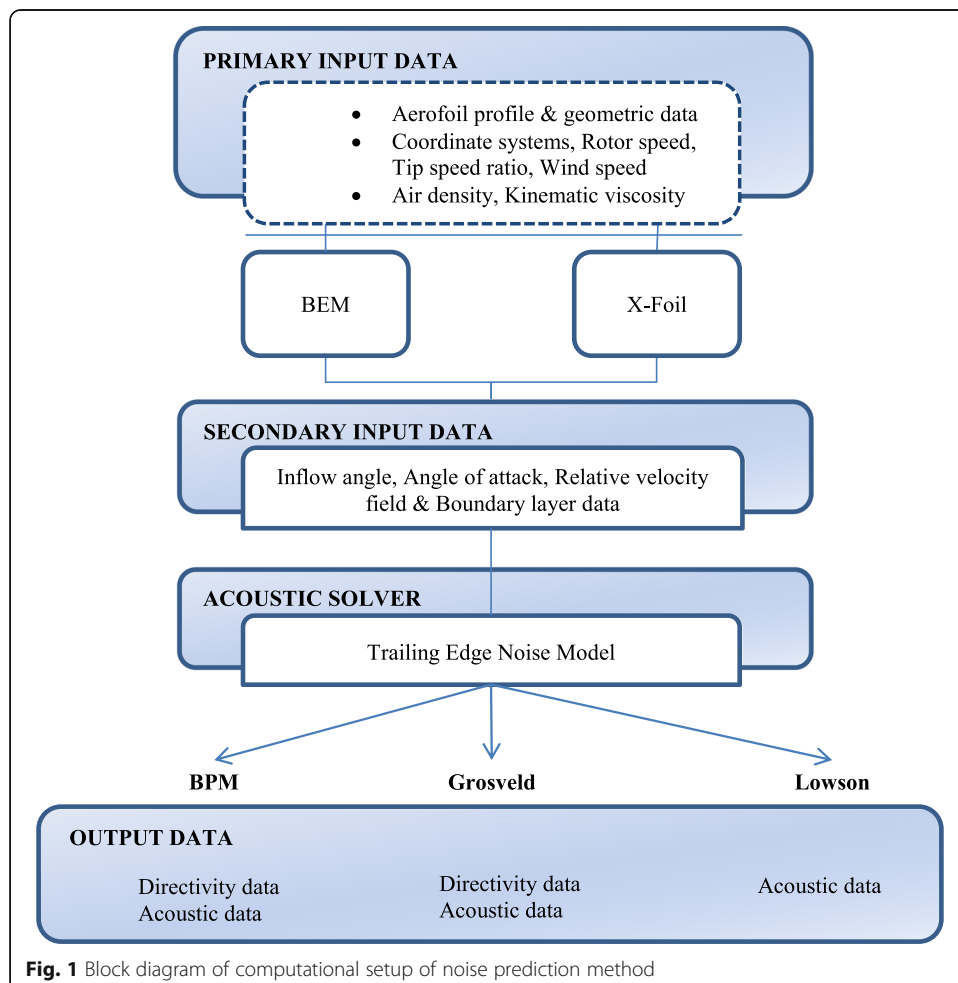 PRIMARY INPUT DATA
• Aerofoil profile & geometric data
• Coordinate systems, Rotor speed,
Tip speed ratio, Wind speed
• Air density, Kinematic viscosity
BEM
X-Foil
SECONDARY INPUT DATA
Inflow angle, Angle of attack, Relative velocity
field & Boundary layer data
ACOUSTIC SOLVER
Trailing Edge Noise Model
BPM
Grosveld
Lowson
OUTPUT DATA
Directivity data
Acoustic data
Directivity data
Acoustic data
Acoustic data
Fig. 1 Block diagram of computational setup of noise prediction method